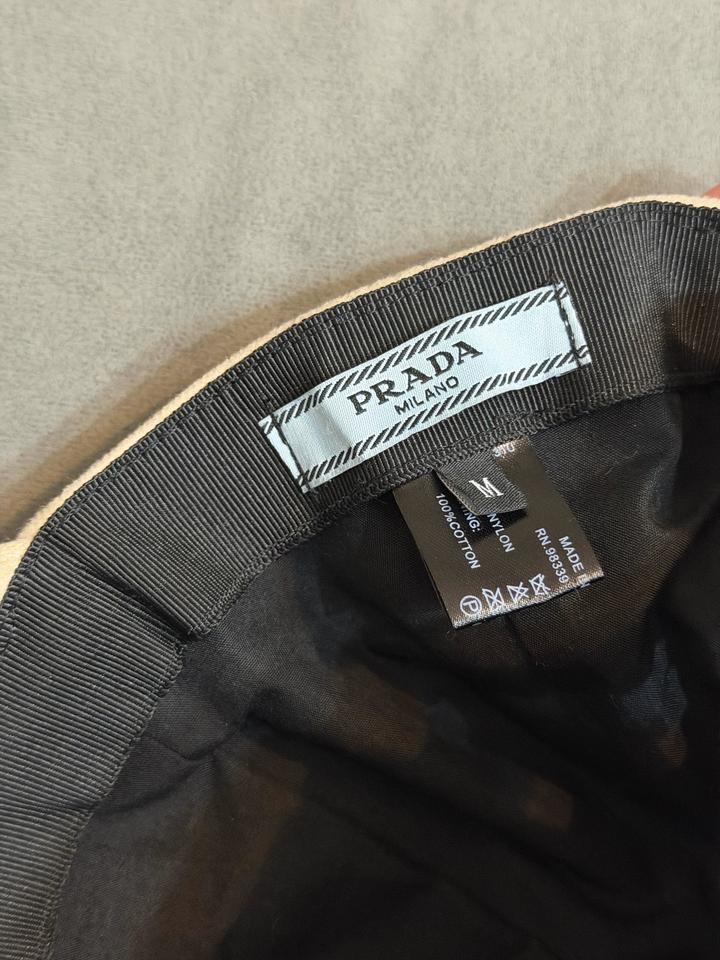 PRADA
MILANO
M
100%COTTON
NYLON
RN.98339
MADE